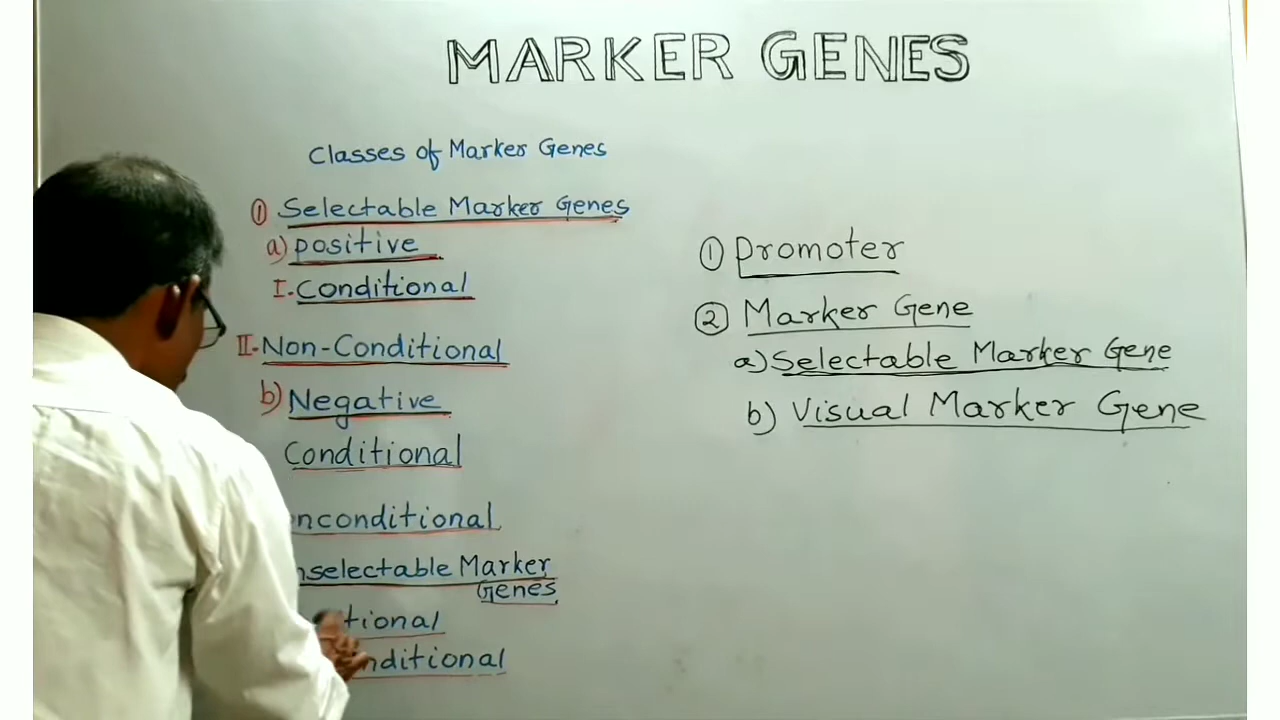 MARKER GENES
Classes of Marker Genes
① Selectable Marker Genes
a) positive
I. Conditional
II-Non-Conditional
b) Negative
Conditional
nconditional
nselectable Marker
Genes
tional
nditional
① Promoter
② Marker Gene
a) Selectable Marker Gene
b) Visual Marker Gene